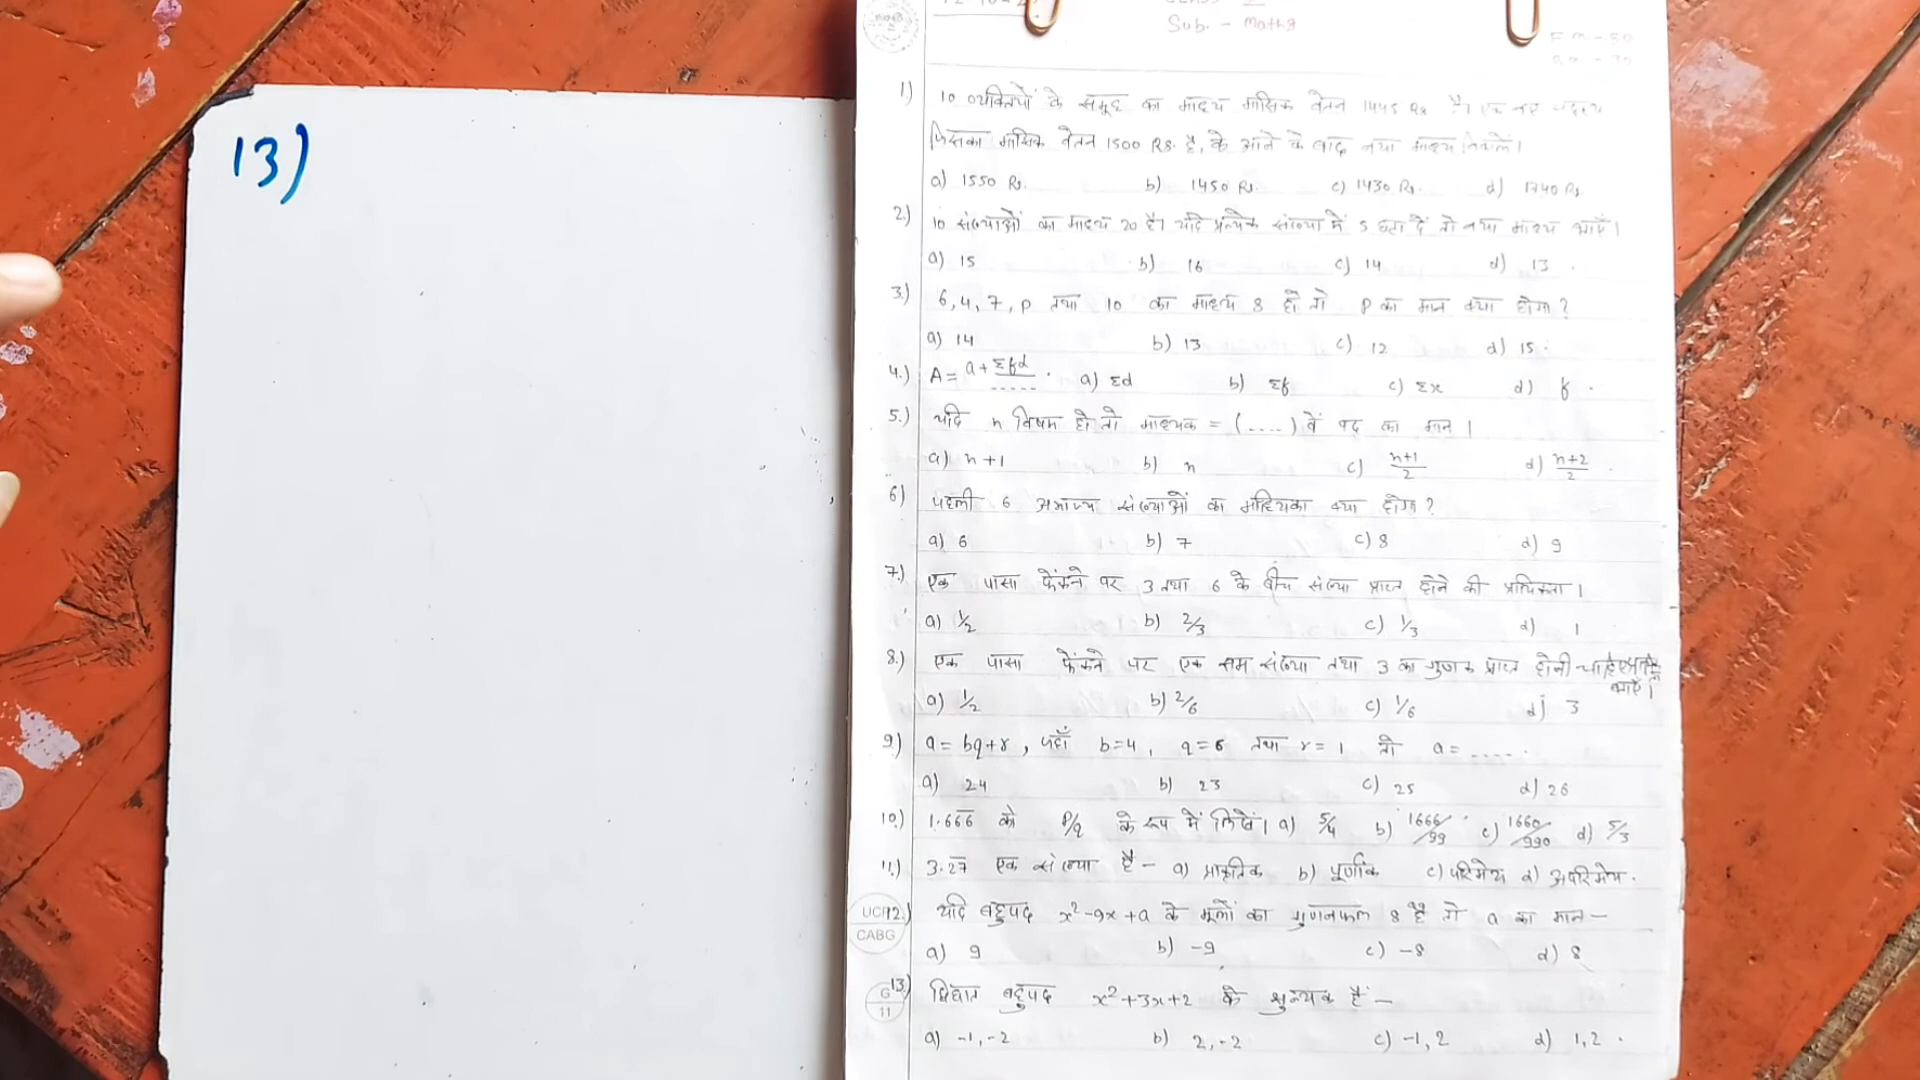 13)
Sub. - Maths
1) 10 व्यक्तियों के समूह का माध्य मासिक वेतन 1445 Rs है। एक नए सदस्य
जिसका मासिक वेतन 1500 Rs. है, के आने के बाद नया माध्य निकालें।
a) 1550 Rs. b) 1450 Rs. c) 1430 Rs. d) 1740 Rs
2.) 10 संख्याओं का माध्य 20 है। यदि प्रत्येक संख्या में 5 घटा दें तो नया माध्य बताएँ।
a) 15 b) 16 c) 14 d) 13
3.) 6, 4, 7, p तथा 10 का माध्य 8 हो तो p का मान क्या होगा?
a) 14 b) 13 c) 12 d) 15
4.) A = a + Σfd/..... . a) Σd b) Σf c) Σx d) f .
5.) यदि n विषम हो तो माध्यक = (....) वें पद का मान।
a) n+1 b) n c) n+1/2 d) n+2/2 .
6) पहली 6 अभाज्य संख्याओं का माध्यिका क्या होगा?
a) 6 b) 7 c) 8 d) 9
7.) एक पासा फेंकने पर 3 तथा 6 के बीच संख्या प्राप्त होने की प्रायिकता।
a) 1/2 b) 2/3 c) 1/3 d) 1
8.) एक पासा फेंकने पर एक सम संख्या तथा 3 का गुणक प्राप्त होनी चाहिए
a) 1/2 b) 2/6 c) 1/6 d) 3
9.) a = bq+r, जहाँ b=4, q=6 तथा r=1 तो a = .....
a) 24 b) 23 c) 25 d) 26
10.) 1.666̅ को p/q के रूप में लिखें। a) 5/4 b) 1666/99 c) 1660/990 d) 5/3
11.) 3.27̅ एक संख्या है - a) प्राकृतिक b) पूर्णांक c) परिमेय d) अपरिमेय.
UCR CABG
12.) यदि बहुपद x²-9x+a के मूलों का गुणनफल 8 है तो a का मान -
a) 9 b) -9 c) -8 d) 8
G 11
13.) द्विघात बहुपद x²+3x+2 के शून्यक हैं -
a) -1, -2 b) 2, -2 c) -1, 2 d) 1, 2 .